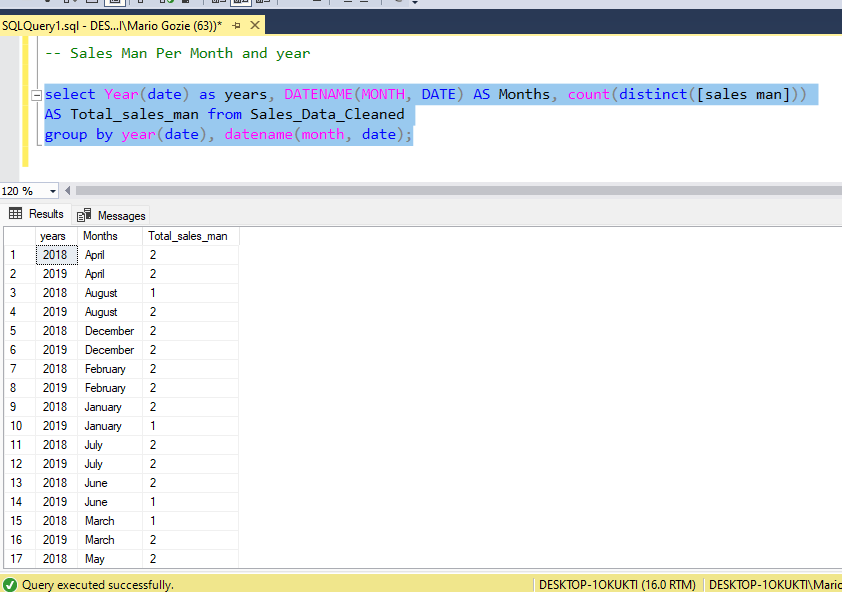 SQLQuery1.sql - DES...I\Mario Gozie (63))*
-- Sales Man Per Month and year
select Year(date) as years, DATENAME(MONTH, DATE) AS Months, count(distinct([sales man]))
AS Total_sales_man from Sales_Data_Cleaned
group by year(date), datename(month, date);
120 %
Results Messages
years Months Total_sales_man
1 2018 April 2
2 2019 April 2
3 2018 August 1
4 2019 August 2
5 2018 December 2
6 2019 December 2
7 2018 February 2
8 2019 February 2
9 2018 January 2
10 2019 January 1
11 2018 July 2
12 2019 July 2
13 2018 June 2
14 2019 June 1
15 2018 March 1
16 2019 March 2
17 2018 May 2
Query executed successfully. DESKTOP-1OKUKTI (16.0 RTM) DESKTOP-1OKUKTI\Mario